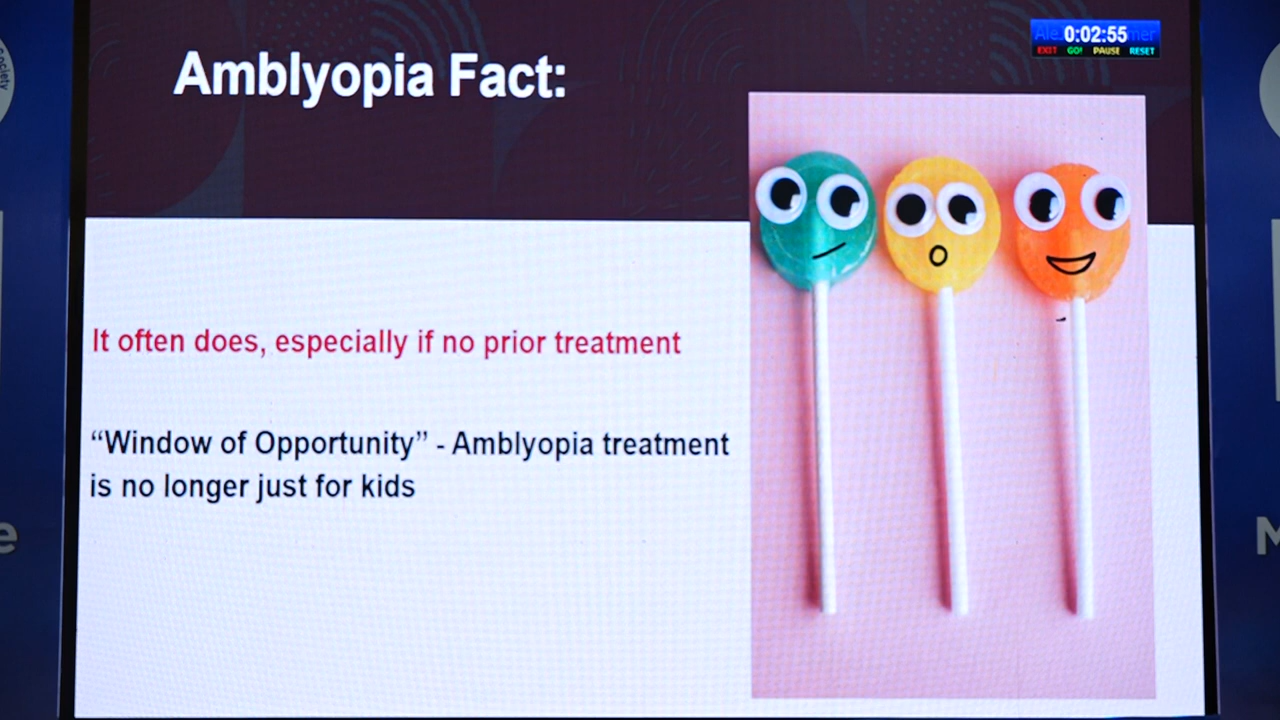 Society
Amblyopia Fact:
0:02:55
EXIT GO! PAUSE RESET
It often does, especially if no prior treatment
“Window of Opportunity” - Amblyopia treatment
is no longer just for kids
e
M